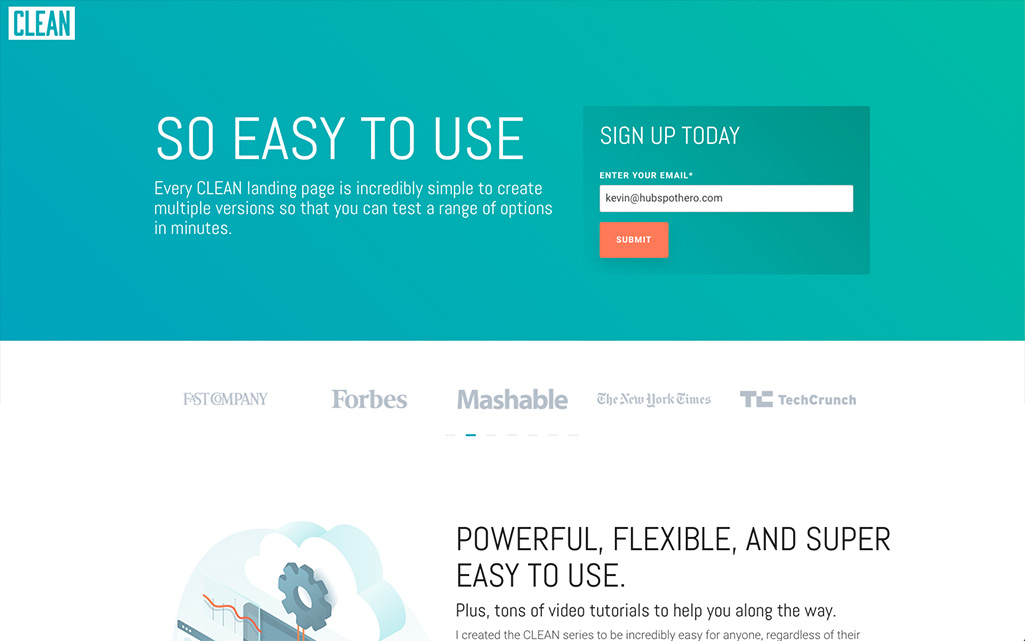 CLEAN
SO EASY TO USE
Every CLEAN landing page is incredibly simple to create
multiple versions so that you can test a range of options
in minutes.
SIGN UP TODAY
ENTER YOUR EMAIL*
kevin@hubspothero.com
SUBMIT
FAST COMPANY
Forbes
Mashable
The New York Times
TC TechCrunch
POWERFUL, FLEXIBLE, AND SUPER
EASY TO USE.
Plus, tons of video tutorials to help you along the way.
I created the CLEAN series to be incredibly easy for anyone, regardless of their